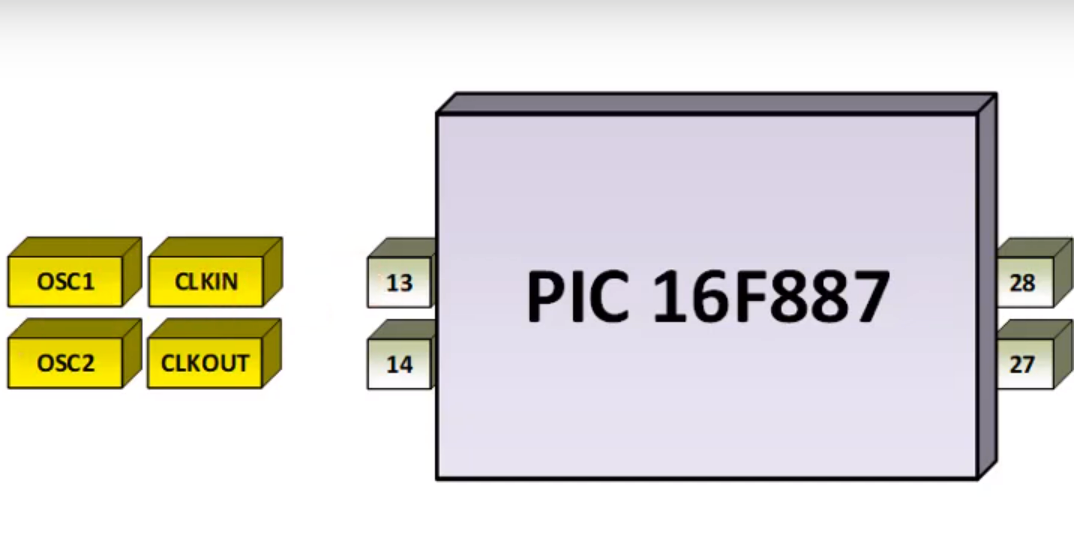 OSC1 CLKIN 13 PIC 16F887 28
OSC2 CLKOUT 14 27